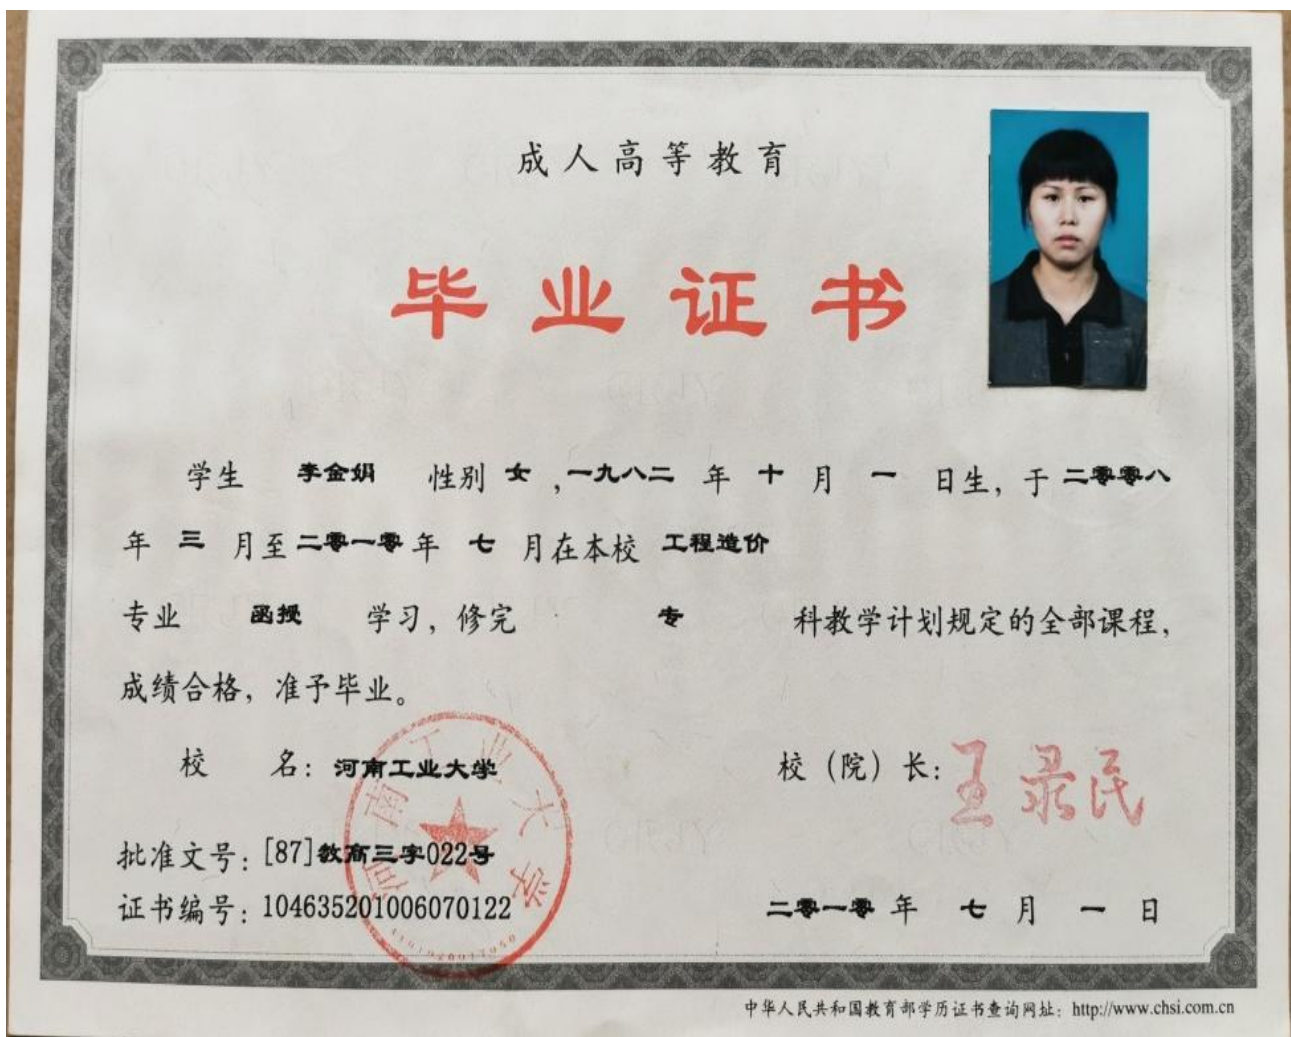 成人高等教育
毕业证书
学生 李金娟 性别 女 ,一九八二 年 十 月 一 日生, 于 二零零八
年 三 月至 二零一零 年 七 月在本校 工程造价
专业 函授 学习, 修完 专 科教学计划规定的全部课程,
成绩合格, 准予毕业。
校 名: 河南工业大学
校 (院) 长: 王录民
河南工业大学
批准文号: [87]教高三字022号
证书编号: 104635201006070122
二零一零 年 七 月 一 日
中华人民共和国教育部学历证书查询网址: http://www.chsi.com.cn